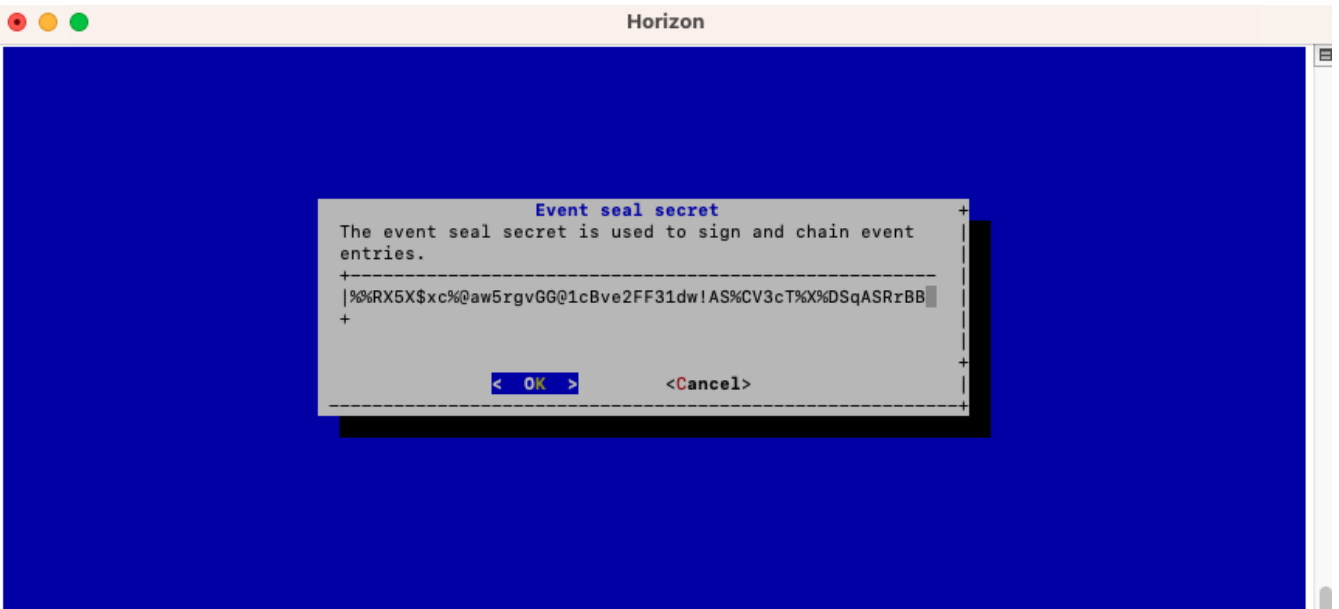 Horizon
Event seal secret
The event seal secret is used to sign and chain event
entries.
|%%RX5X$xc%@aw5rgvGG@1cBve2FF31dw!AS%CV3cT%X%DSqASRrBB
< OK > <Cancel>